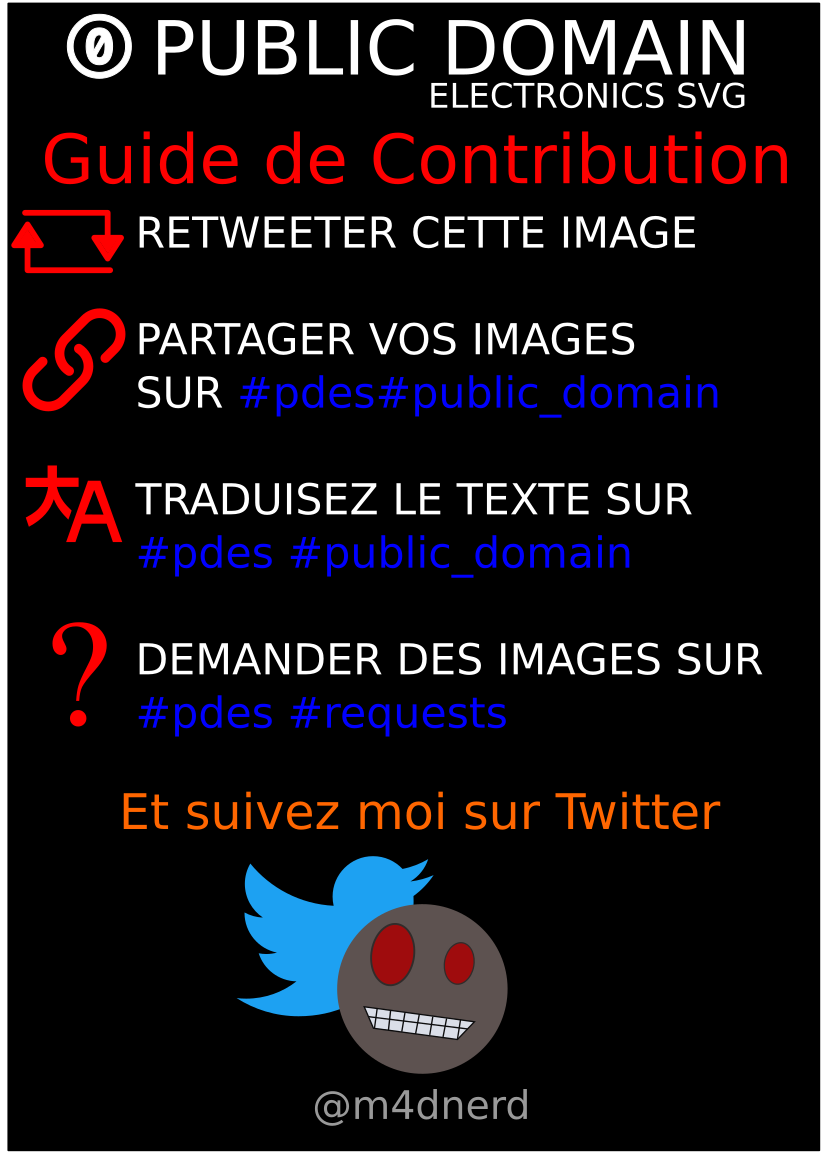 PUBLIC DOMAIN
ELECTRONICS SVG
Guide de Contribution
RETWEETER CETTE IMAGE
PARTAGER VOS IMAGES
SUR #pdes#public_domain
TRADUISEZ LE TEXTE SUR
#pdes #public_domain
DEMANDER DES IMAGES SUR
#pdes #requests
Et suivez moi sur Twitter
@m4dnerd